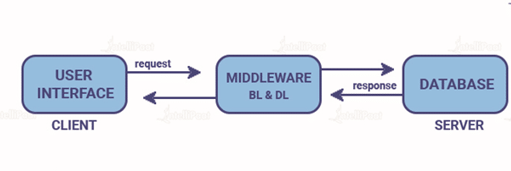 request
USER
INTERFACE
CLIENT
MIDDLEWARE
BL & DL
response
DATABASE
SERVER